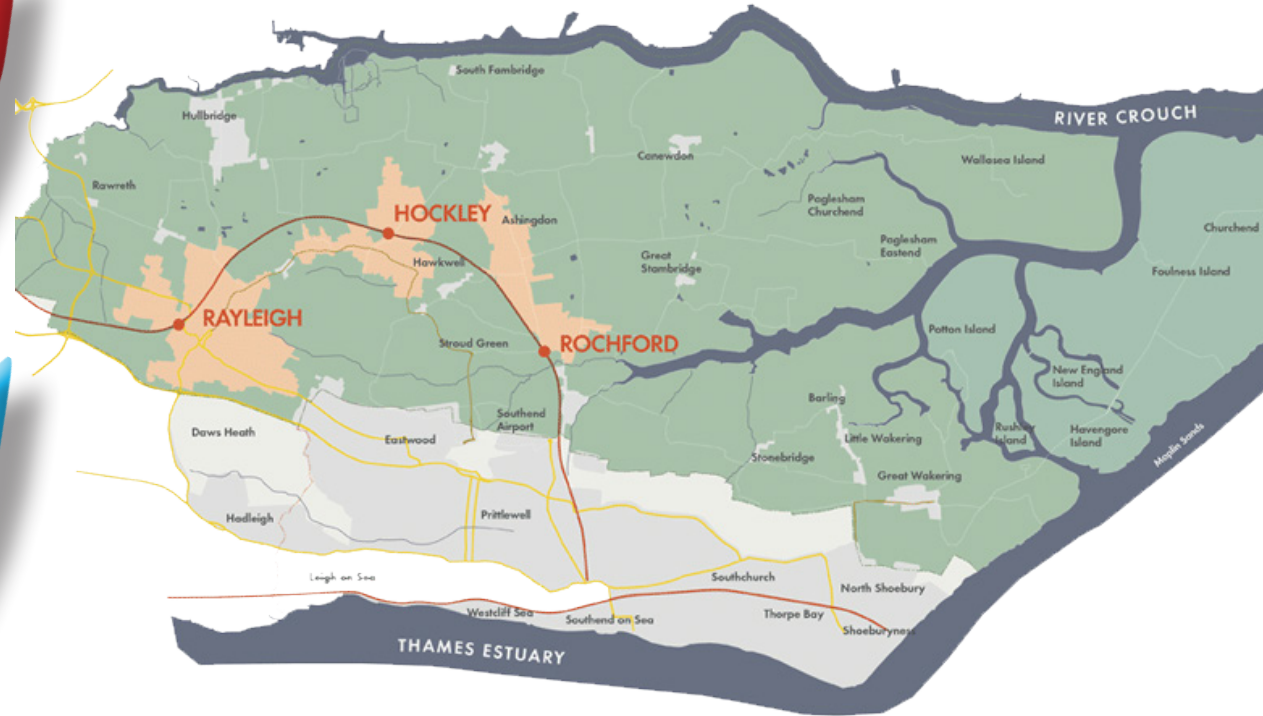 South Fambridge
RIVER CROUCH
Hullbridge
Canewdon
Wallasea Island
Rawreth
Paglesham
Churchend
HOCKLEY
Ashingdon
Churchend
Paglesham
Eastend
Hawkwell
Great
Stambridge
Foulness Island
RAYLEIGH
Potton Island
Stroud Green
ROCHFORD
New England
Island
Barling
Southend
Airport
Daws Heath
Eastwood
Little Wakering
Rushley
Island
Havengore
Island
Maplin Sands
Stonebridge
Great Wakering
Hadleigh
Prittlewell
Leigh on Sea
Southchurch
North Shoebury
Westcliff Sea
Southend on Sea
Thorpe Bay
Shoeburyness
THAMES ESTUARY